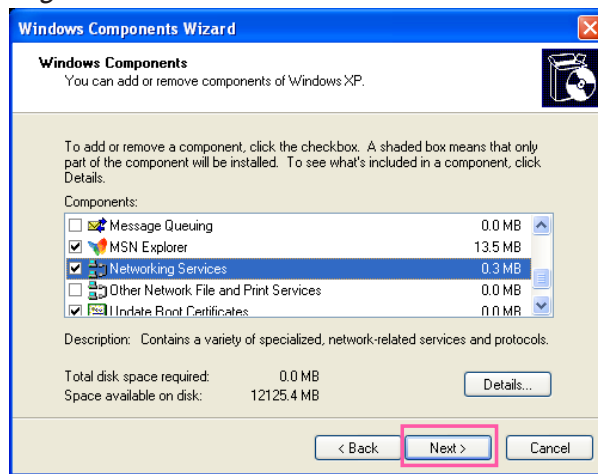 Windows Components Wizard
Windows Components
You can add or remove components of Windows XP.
To add or remove a component, click the checkbox. A shaded box means that only
part of the component will be installed. To see what's included in a component, click
Details.
Components:
Message Queuing 0.0 MB
MSN Explorer 13.5 MB
Networking Services 0.3 MB
Other Network File and Print Services 0.0 MB
Update Root Certificates 0.0 MB
Description: Contains a variety of specialized, network-related services and protocols.
Total disk space required: 0.0 MB
Space available on disk: 12125.4 MB
Details...
< Back Next > Cancel